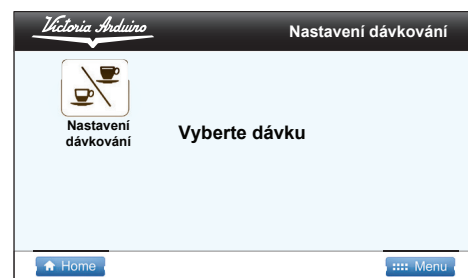 Victoria Arduino
Nastavení dávkování
Nastavení
dávkování
Vyberte dávku
Home
Menu